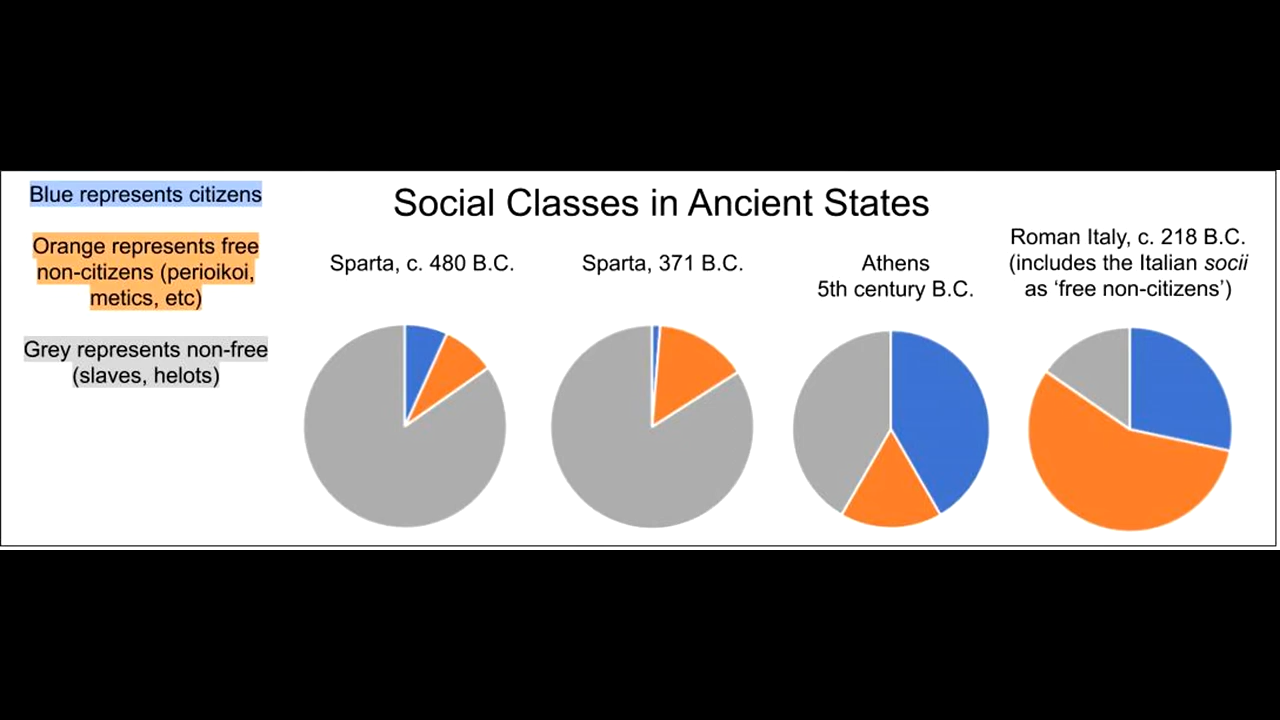 Blue represents citizens
Orange represents free
non-citizens (perioikoi,
metics, etc)
Grey represents non-free
(slaves, helots)
Social Classes in Ancient States
Sparta, c. 480 B.C.
Sparta, 371 B.C.
Athens
5th century B.C.
Roman Italy, c. 218 B.C.
(includes the Italian socii
as ‘free non-citizens’)